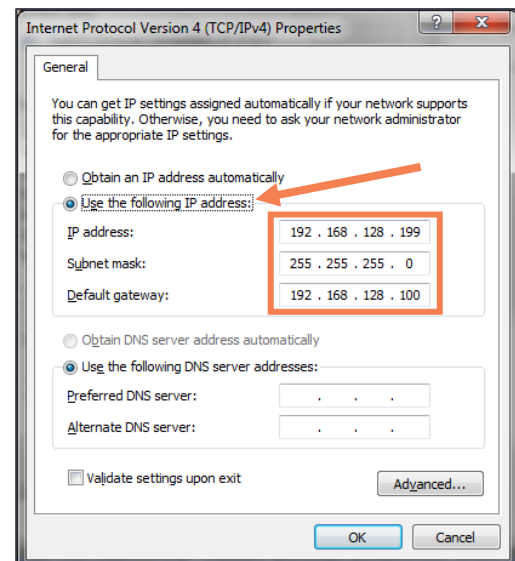 Internet Protocol Version 4 (TCP/IPv4) Properties
?
X
General
You can get IP settings assigned automatically if your network supports
this capability. Otherwise, you need to ask your network administrator
for the appropriate IP settings.
Obtain an IP address automatically
Use the following IP address:
IP address: 192 . 168 . 128 . 199
Subnet mask: 255 . 255 . 255 . 0
Default gateway: 192 . 168 . 128 . 100
Obtain DNS server address automatically
Use the following DNS server addresses:
Preferred DNS server: . . .
Alternate DNS server: . . .
Validate settings upon exit
Advanced...
OK Cancel